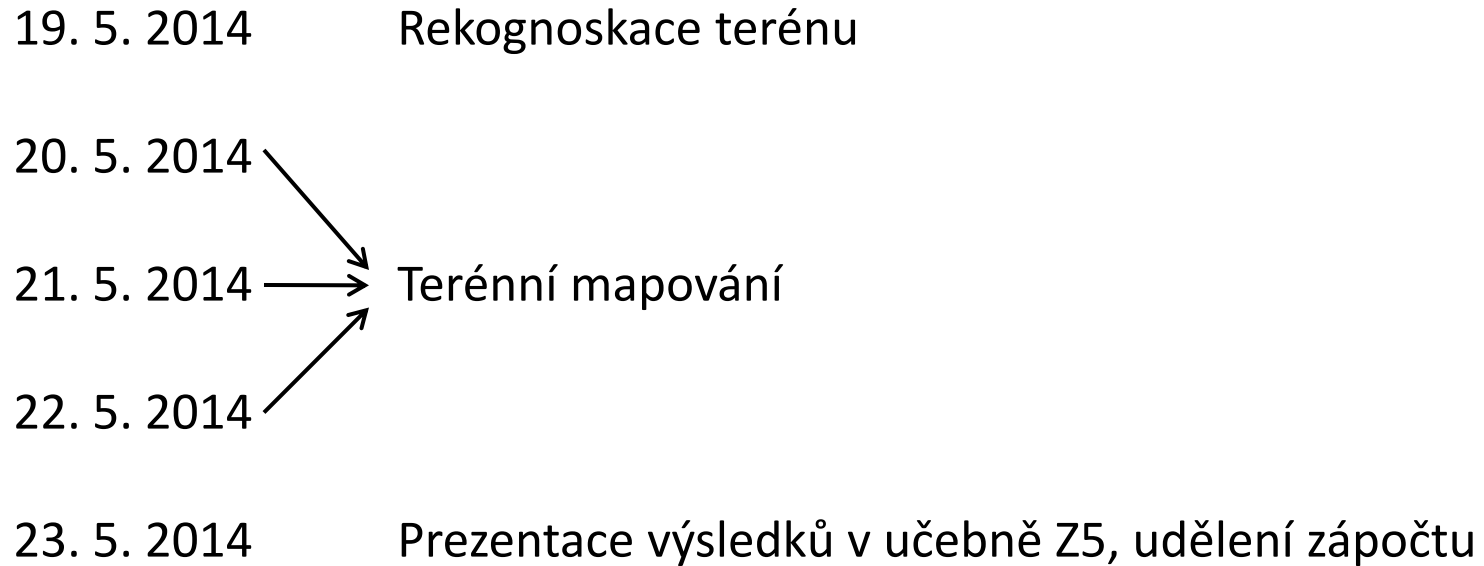 19. 5. 2014 Rekognoskace terénu
20. 5. 2014
21. 5. 2014 Terénní mapování
22. 5. 2014
23. 5. 2014 Prezentace výsledků v učebně Z5, udělení zápočtu